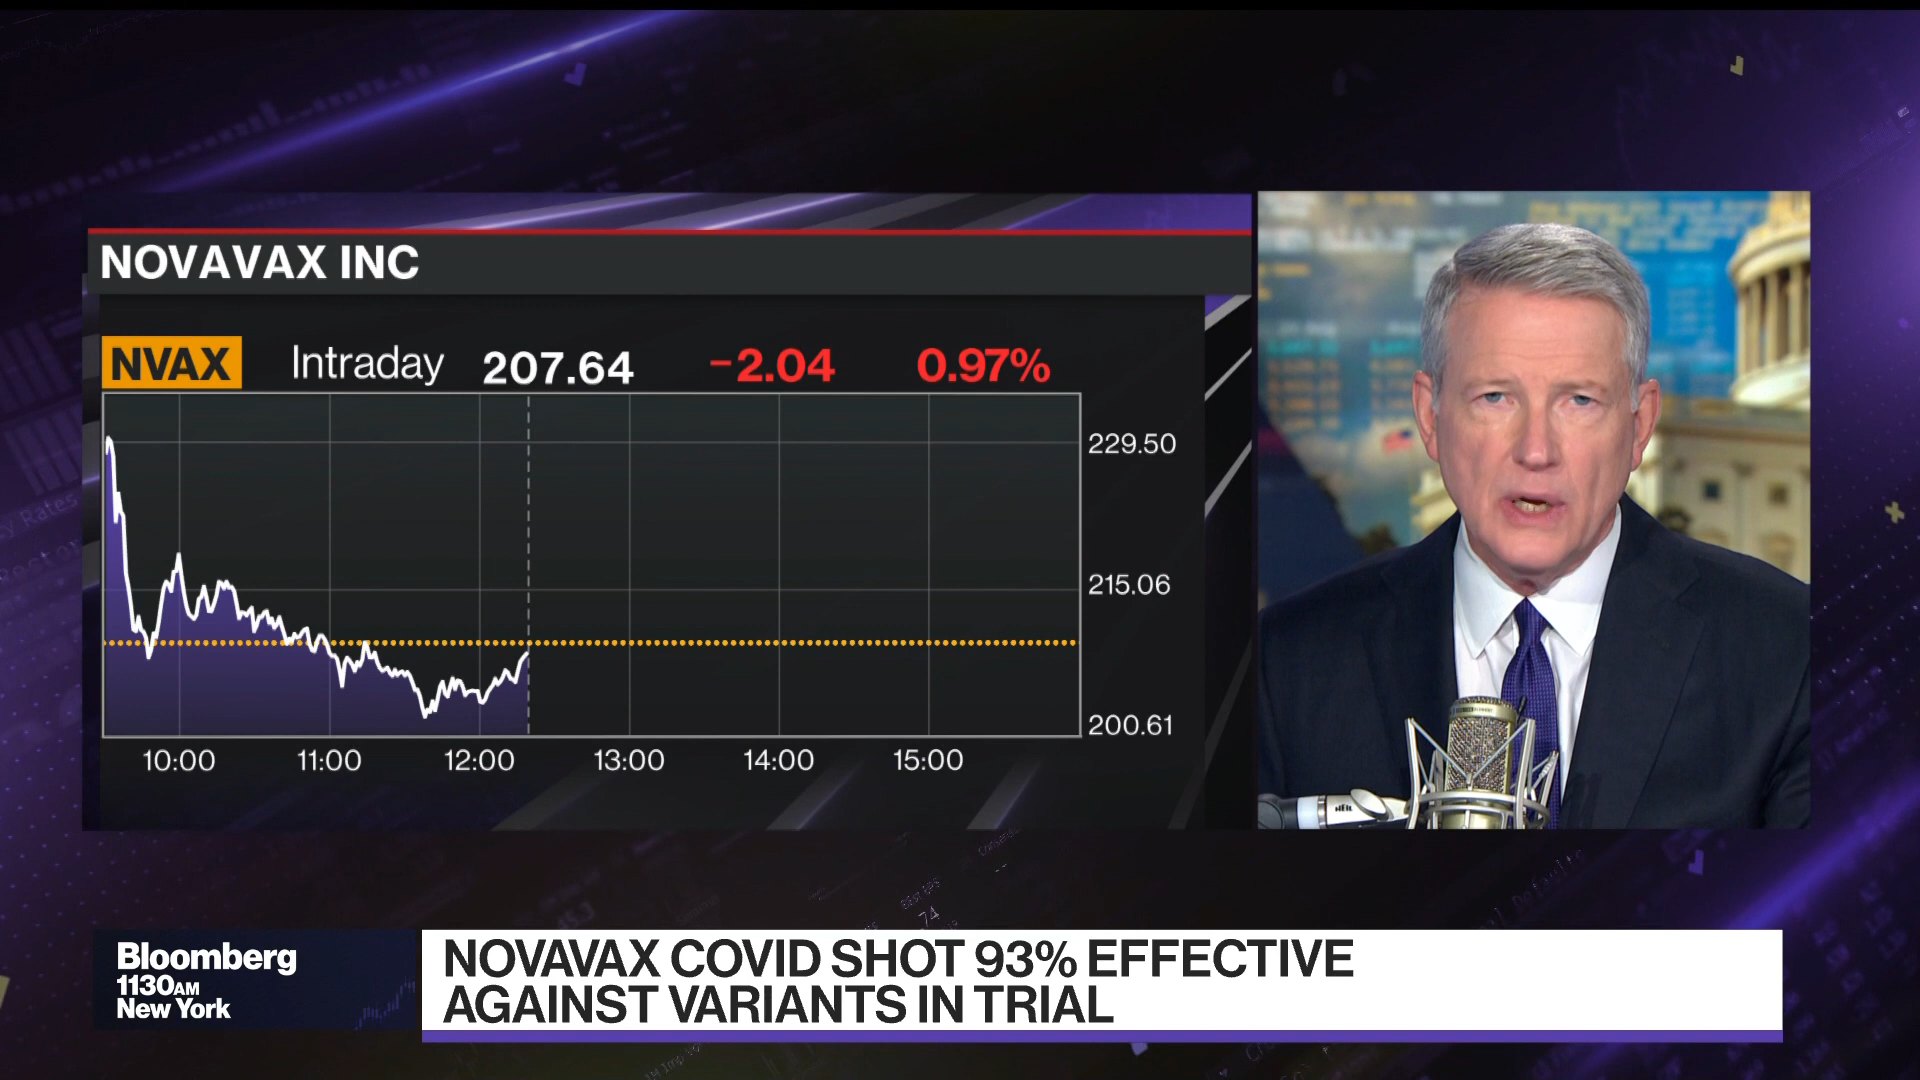 NOVAVAX INC
NVAX Intraday 207.64 -2.04 0.97%
229.50
215.06
200.61
10:00 11:00 12:00 13:00 14:00 15:00
HEIL
Bloomberg
1130AM
New York
NOVAVAX COVID SHOT 93% EFFECTIVE
AGAINST VARIANTS IN TRIAL
74